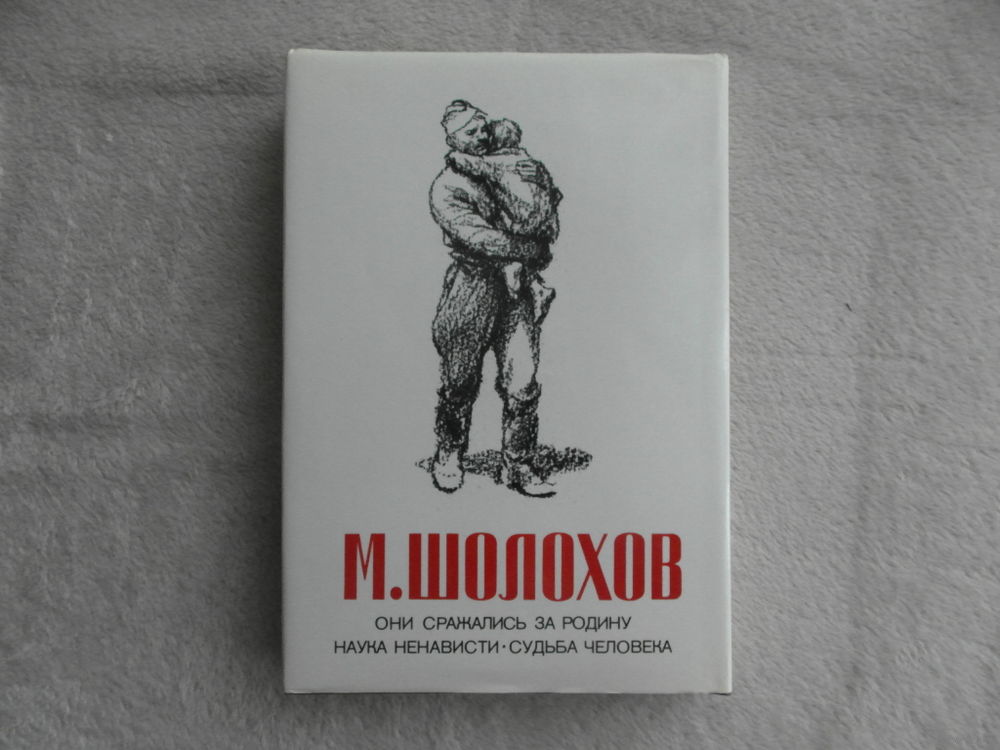 М.ШОЛОХОВ
ОНИ СРАЖАЛИСЬ ЗА РОДИНУ
НАУКА НЕНАВИСТИ·СУДЬБА ЧЕЛОВЕКА